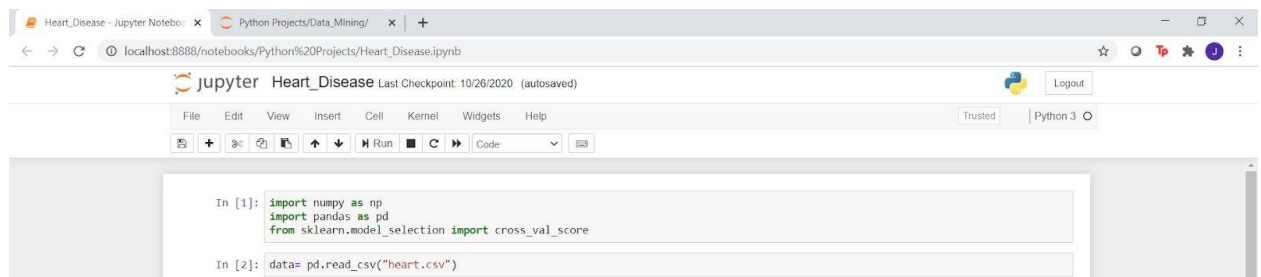 Heart_Disease - Jupyter Noteboo Python Projects/Data_MIning/
localhost:8888/notebooks/Python%20Projects/Heart_Disease.ipynb Tp J
jupyter Heart_Disease Last Checkpoint: 10/26/2020 (autosaved) Logout
File Edit View Insert Cell Kernel Widgets Help Trusted Python 3
Run Code
In [1]: import numpy as np
import pandas as pd
from sklearn.model_selection import cross_val_score
In [2]: data= pd.read_csv("heart.csv")